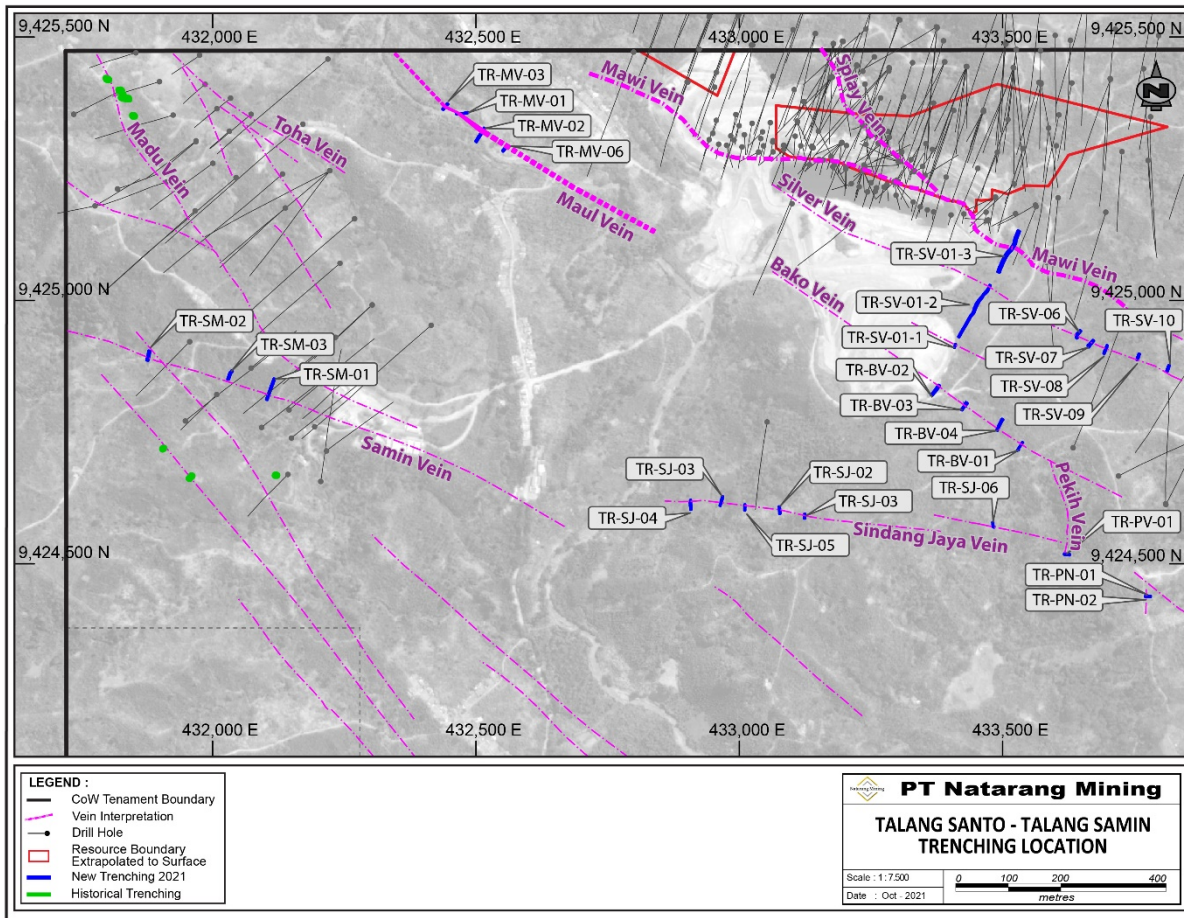 9,425,500 N
432,000 E
432,500 E
433,000 E
433,500 E
9,425,500 N
N
Mawi Vein
Splay Vein
TR-MV-03
TR-MV-01
TR-MV-02
TR-MV-06
Toha Vein
Madu Vein
Maul Vein
Silver Vein
Bako Vein
TR-SV-01-3
Mawi Vein
9,425,000 N
9,425,000 N
TR-SV-01-2
TR-SV-06
TR-SV-10
TR-SM-02
TR-SM-03
TR-SM-01
TR-SV-01-1
TR-SV-07
TR-SV-08
TR-SV-09
TR-BV-02
TR-BV-03
TR-BV-04
TR-BV-01
Samin Vein
TR-SJ-03
TR-SJ-02
TR-SJ-03
TR-SJ-06
Pekih Vein
TR-SJ-04
TR-SJ-05
Sindang Jaya Vein
TR-PV-01
9,424,500 N
9,424,500 N
TR-PN-01
TR-PN-02
432,000 E
432,500 E
433,000 E
433,500 E
LEGEND :
CoW Tenament Boundary
Vein Interpretation
Drill Hole
Resource Boundary
Extrapolated to Surface
New Trenching 2021
Historical Trenching
Natarang Mining
PT Natarang Mining
TALANG SANTO - TALANG SAMIN
TRENCHING LOCATION
Scale : 1 : 7.500
Date : Oct - 2021
0 100 200 400
metres